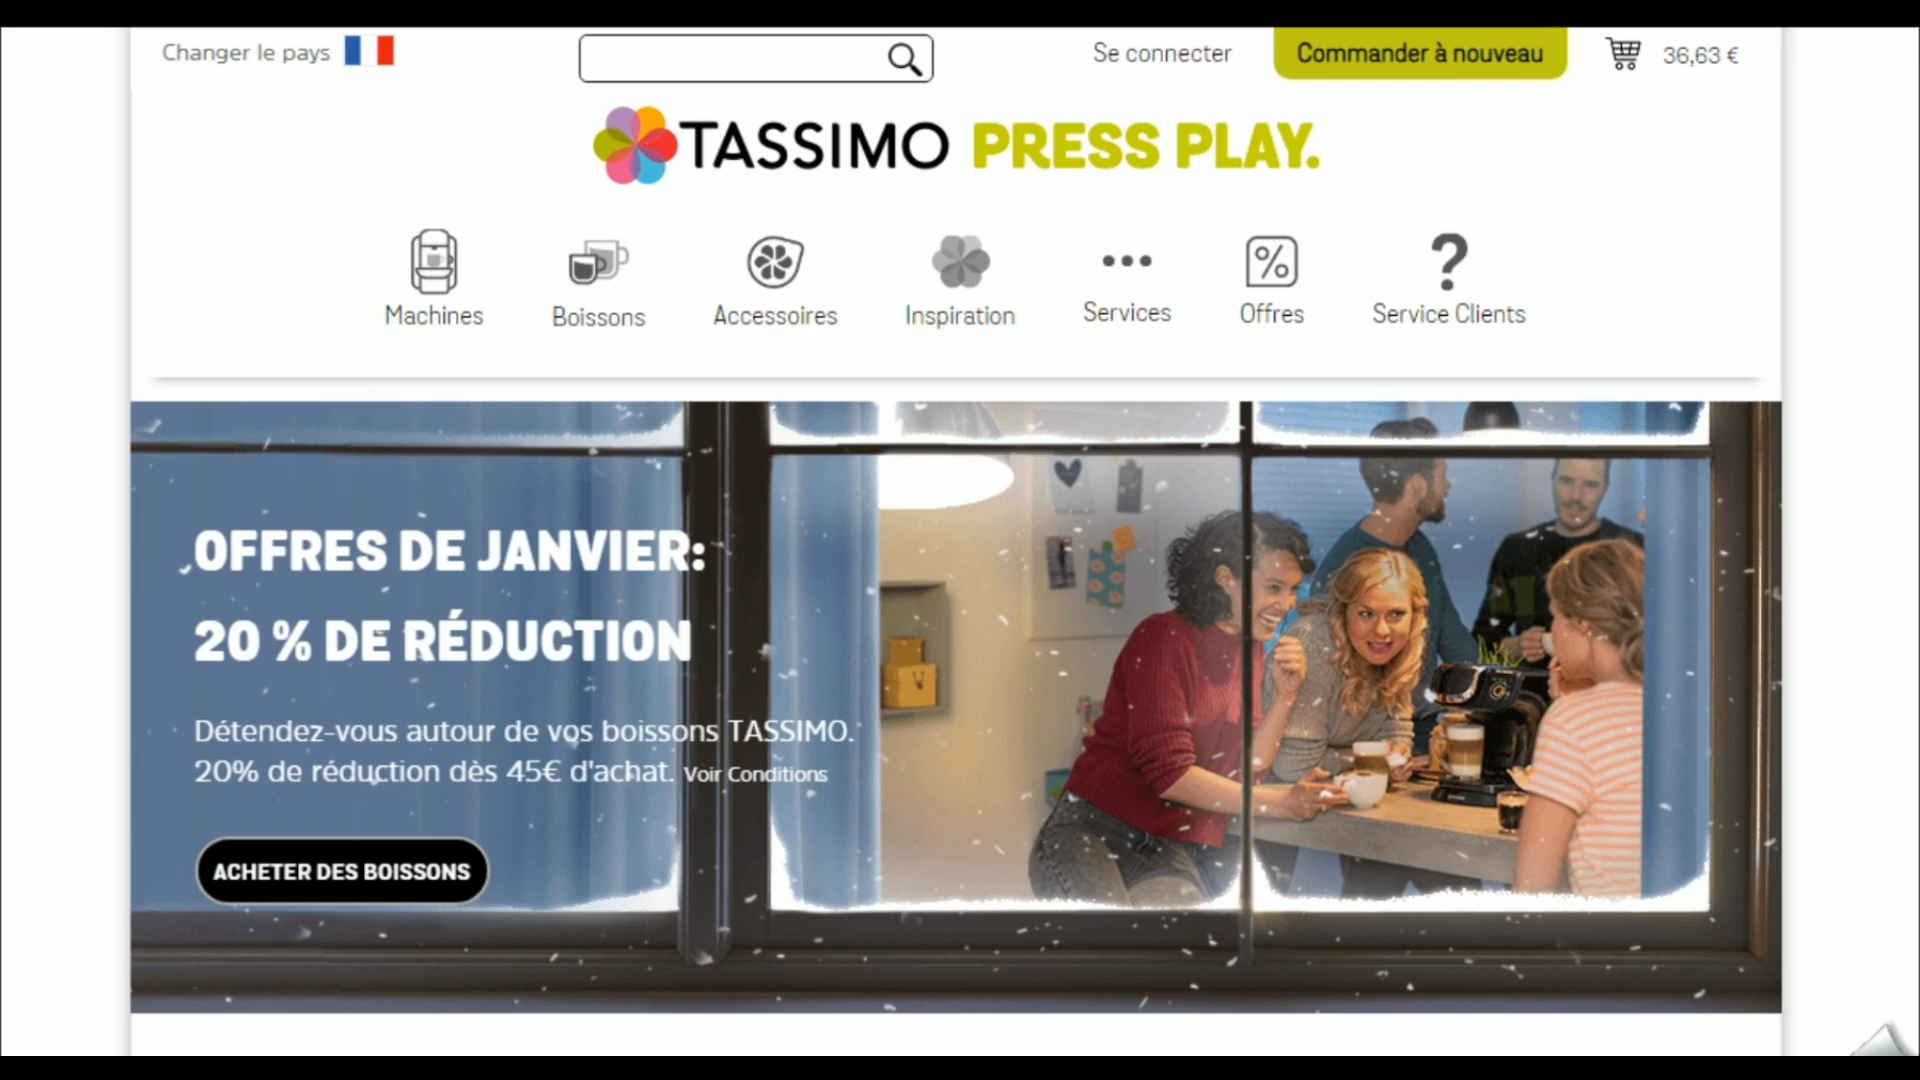 Changer le pays
Se connecter
Commander à nouveau
36,63 €
TASSIMO PRESS PLAY.
Machines
Boissons
Accessoires
Inspiration
Services
Offres
Service Clients
OFFRES DE JANVIER:
20 % DE RÉDUCTION
Détendez-vous autour de vos boissons TASSIMO.
20% de réduction dès 45€ d'achat. Voir Conditions
ACHETER DES BOISSONS